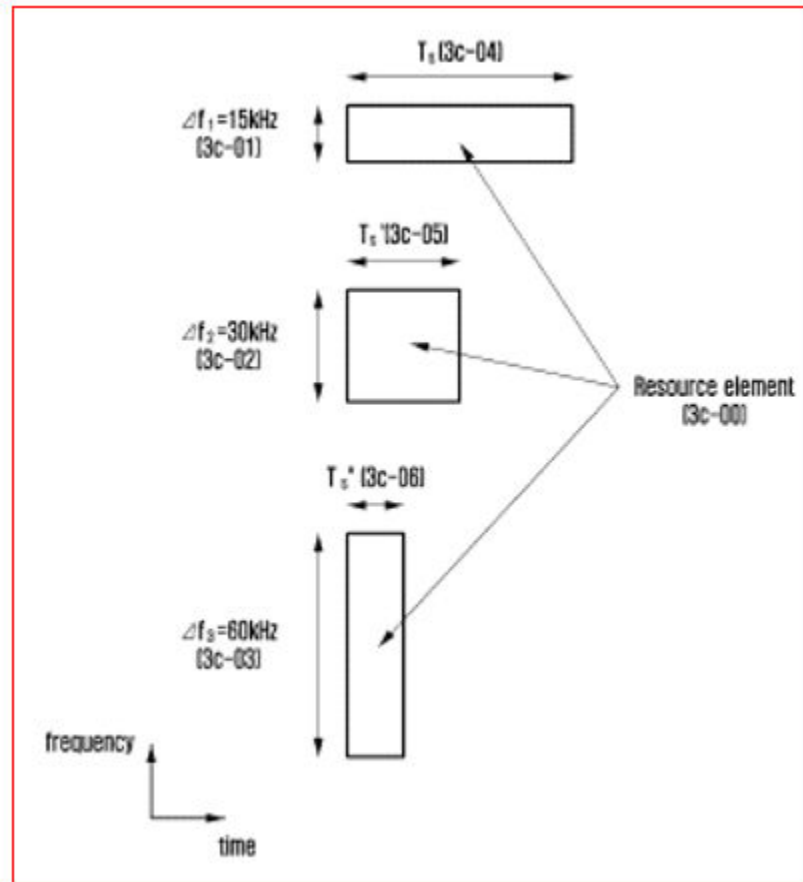 Tₛ (3c-04)
⊿f₁=15kHz
(3c-01)
Tₛ'(3c-05)
⊿f₂=30kHz
(3c-02)
Resource element
(3c-00)
Tₛ" (3c-06)
⊿f₃=60kHz
(3c-03)
frequency
time